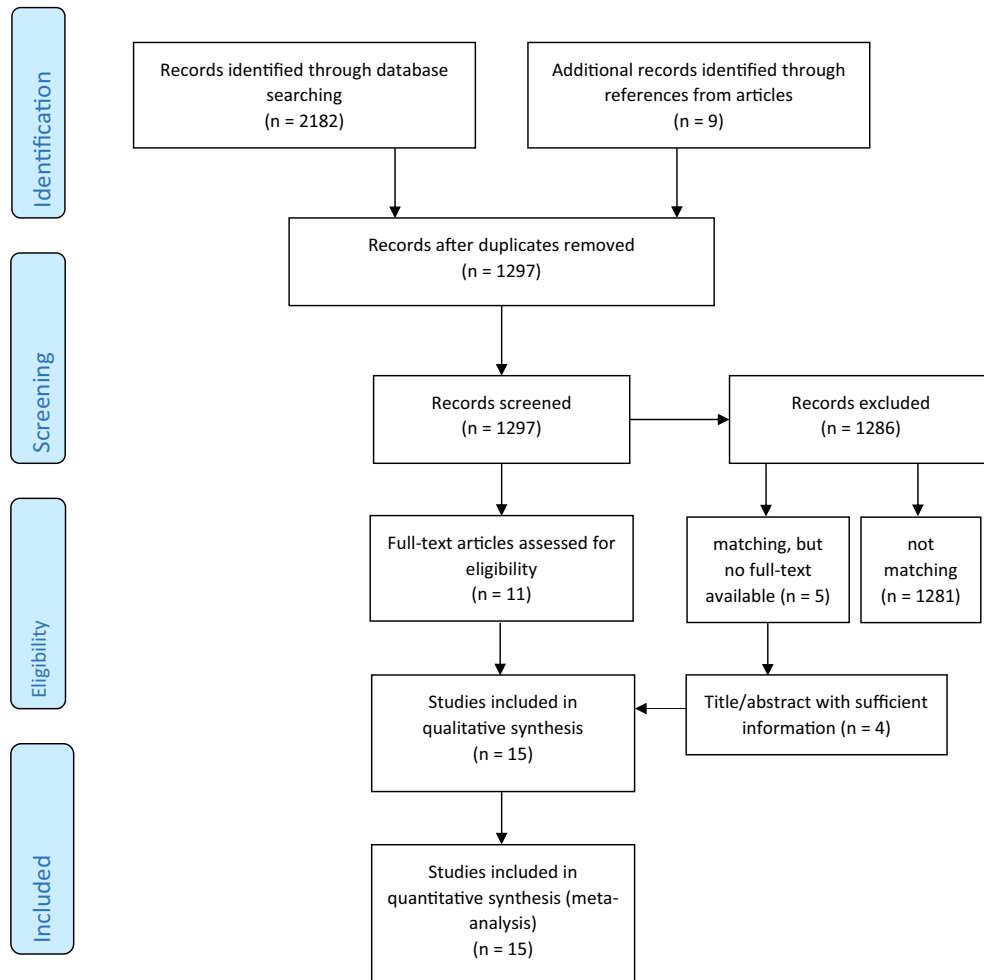 Identification
Records identified through database
searching
(n = 2182)
Additional records identified through
references from articles
(n = 9)
Records after duplicates removed
(n = 1297)
Screening
Records screened
(n = 1297)
Records excluded
(n = 1286)
Eligibility
Full-text articles assessed for
eligibility
(n = 11)
matching, but
no full-text
available (n = 5)
not
matching
(n = 1281)
Studies included in
qualitative synthesis
(n = 15)
Title/abstract with sufficient
information (n = 4)
Included
Studies included in
quantitative synthesis (meta-
analysis)
(n = 15)